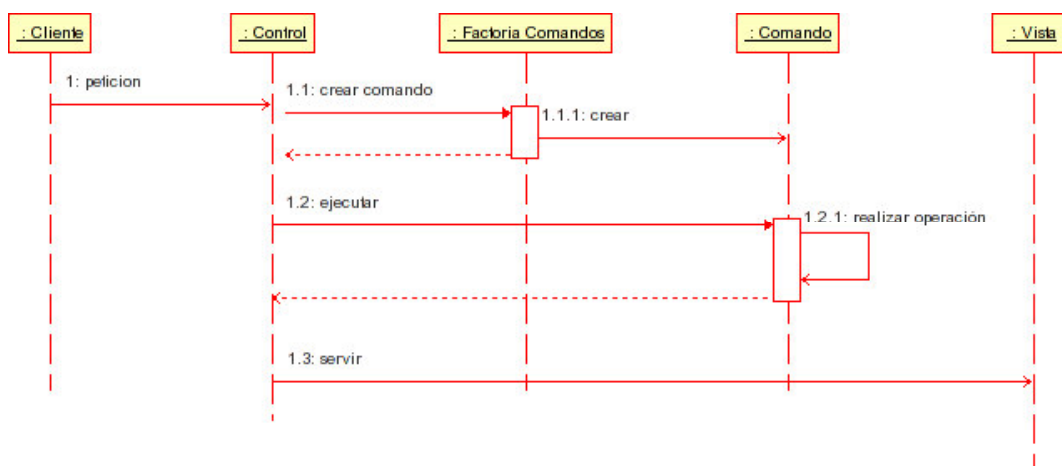 : Cliente
: Control
: Factoria Comandos
: Comando
: Vista
1: peticion
1.1: crear comando
1.1.1: crear
1.2: ejecutar
1.2.1: realizar operación
1.3: servir